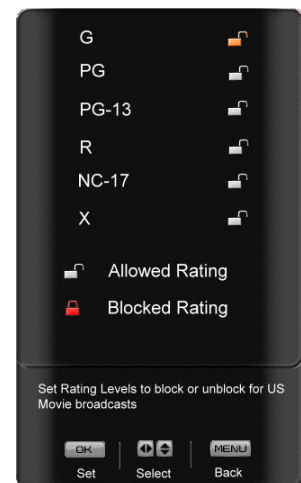 G
PG
PG-13
R
NC-17
X
Allowed Rating
Blocked Rating
Set Rating Levels to block or unblock for US
Movie broadcasts
OK
MENU
Set
Select
Back